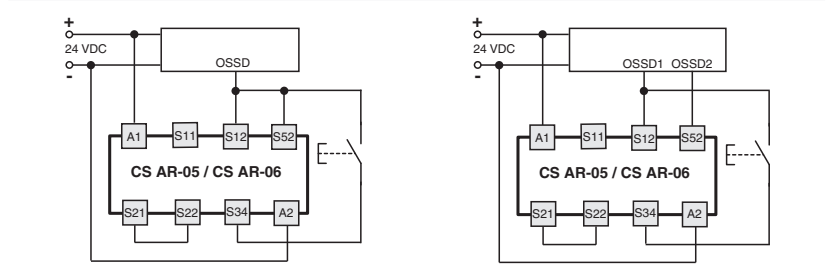 +
24 VDC
-
OSSD
A1 S11 S12 S52
CS AR-05 / CS AR-06
S21 S22 S34 A2
+
24 VDC
-
OSSD1 OSSD2
A1 S11 S12 S52
CS AR-05 / CS AR-06
S21 S22 S34 A2